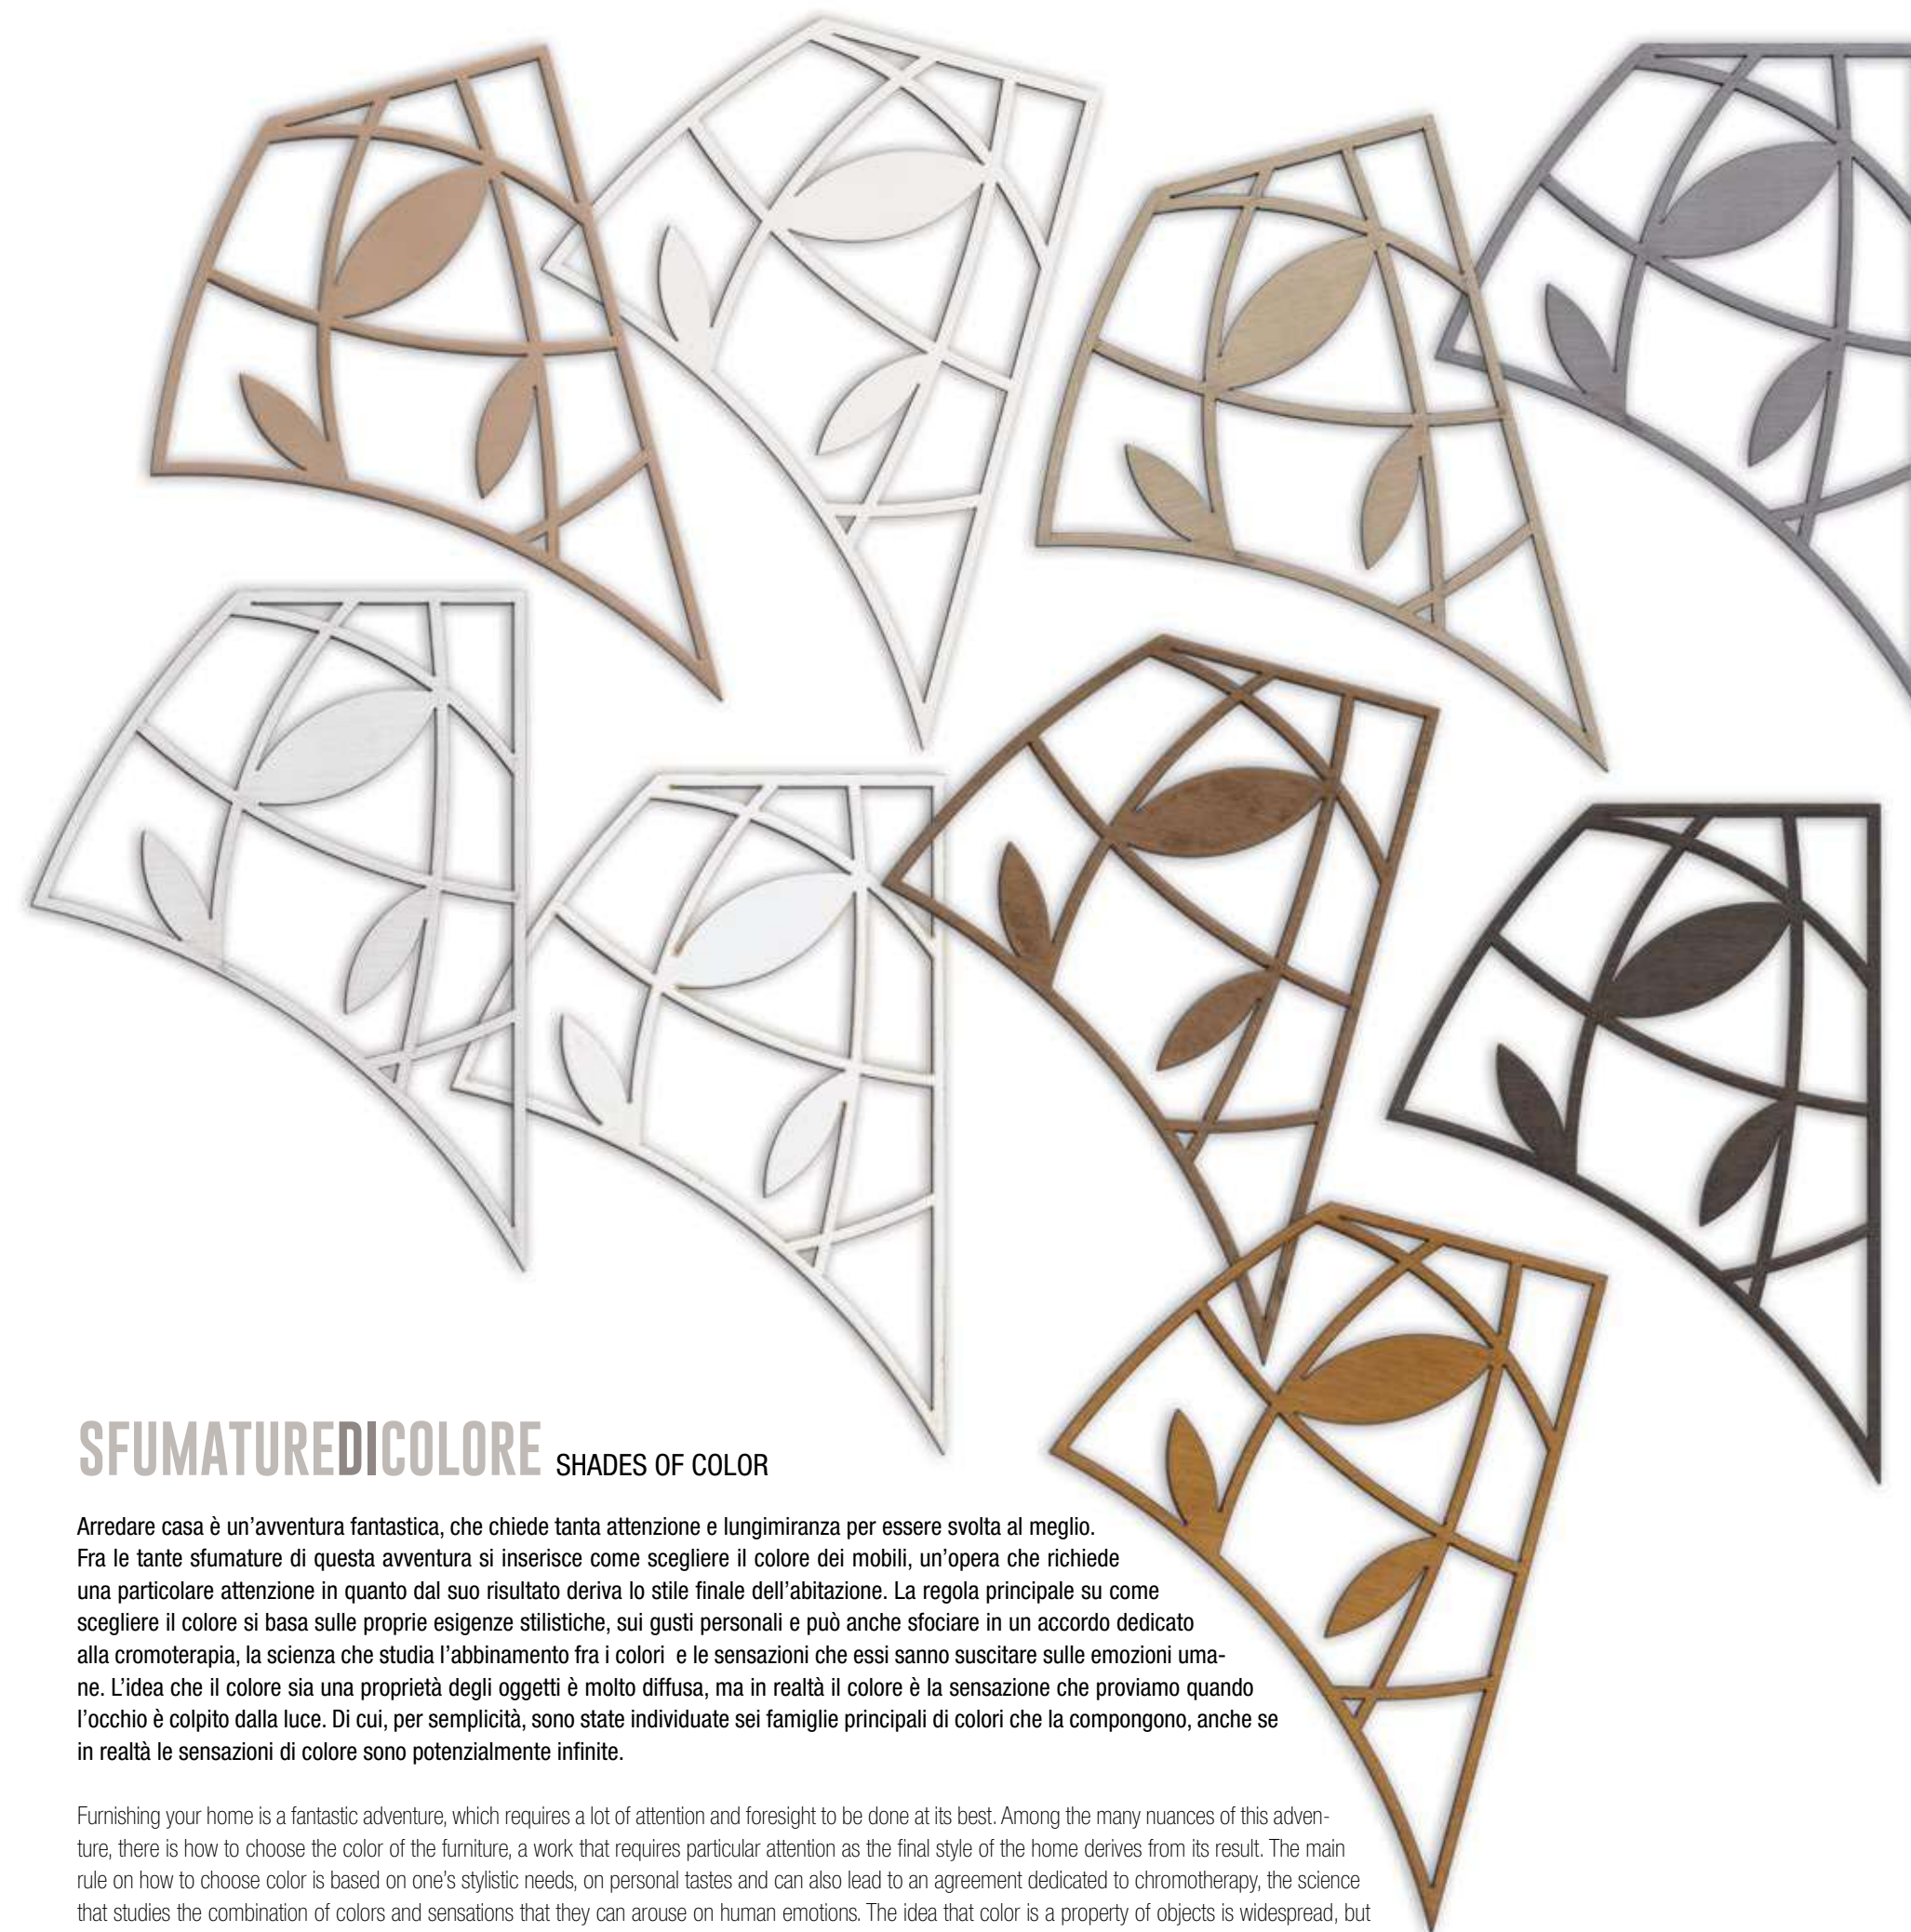 SFUMATUREDICOLORE SHADES OF COLOR
Arredare casa è un’avventura fantastica, che chiede tanta attenzione e lungimiranza per essere svolta al meglio.
Fra le tante sfumature di questa avventura si inserisce come scegliere il colore dei mobili, un’opera che richiede
una particolare attenzione in quanto dal suo risultato deriva lo stile finale dell’abitazione. La regola principale su come
scegliere il colore si basa sulle proprie esigenze stilistiche, sui gusti personali e può anche sfociare in un accordo dedicato
alla cromoterapia, la scienza che studia l’abbinamento fra i colori e le sensazioni che essi sanno suscitare sulle emozioni uma-
ne. L’idea che il colore sia una proprietà degli oggetti è molto diffusa, ma in realtà il colore è la sensazione che proviamo quando
l’occhio è colpito dalla luce. Di cui, per semplicità, sono state individuate sei famiglie principali di colori che la compongono, anche se
in realtà le sensazioni di colore sono potenzialmente infinite.
Furnishing your home is a fantastic adventure, which requires a lot of attention and foresight to be done at its best. Among the many nuances of this adven-
ture, there is how to choose the color of the furniture, a work that requires particular attention as the final style of the home derives from its result. The main
rule on how to choose color is based on one’s stylistic needs, on personal tastes and can also lead to an agreement dedicated to chromotherapy, the science
that studies the combination of colors and sensations that they can arouse on human emotions. The idea that color is a property of objects is widespread, but